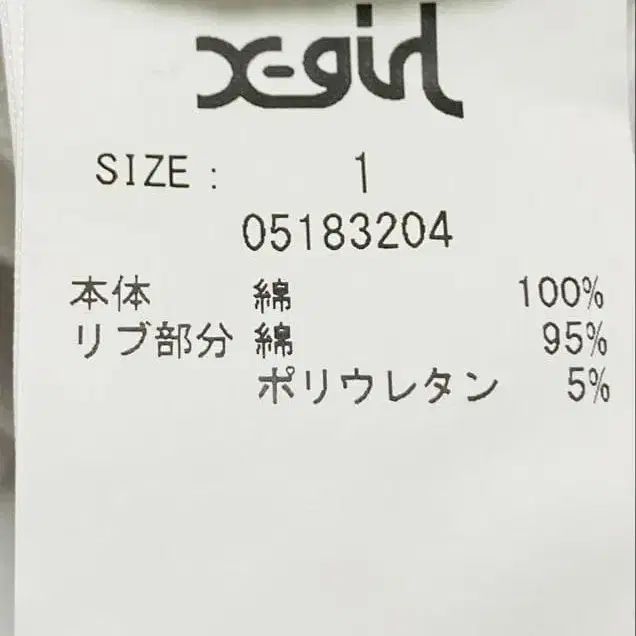 X-girl
SIZE : 1
05183204
本体 綿 100%
リブ部分 綿 95%
ポリウレタン 5%